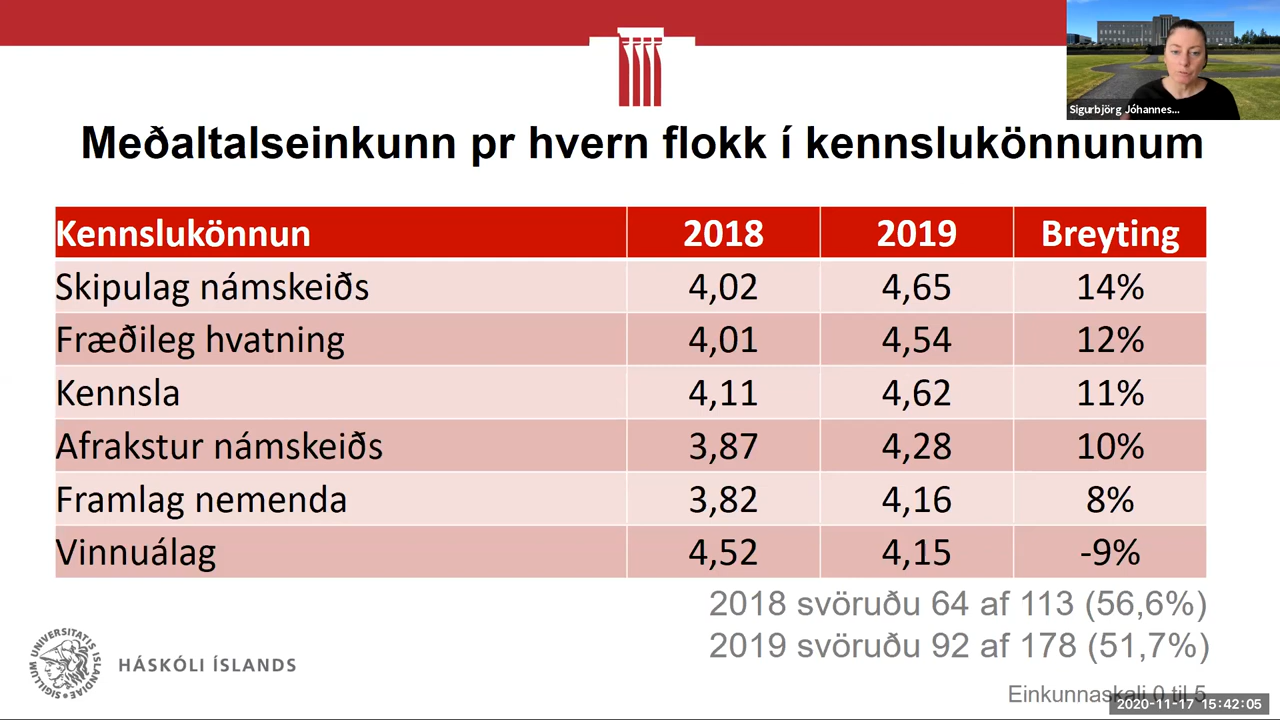 Sigurbjörg Jóhannes...
Meðaltalseinkunn pr hvern flokk í kennslukönnunum
Kennslukönnun 2018 2019 Breyting
Skipulag námskeiðs 4,02 4,65 14%
Fræðileg hvatning 4,01 4,54 12%
Kennsla 4,11 4,62 11%
Afrakstur námskeiðs 3,87 4,28 10%
Framlag nemenda 3,82 4,16 8%
Vinnuálag 4,52 4,15 -9%
2018 svöruðu 64 af 113 (56,6%)
2019 svöruðu 92 af 178 (51,7%)
UNIVERSITATIS ISLANDIAE SIGILLUM
HÁSKÓLI ÍSLANDS
Einkunnaskali 0 til 5
2020-11-17 15:42:05